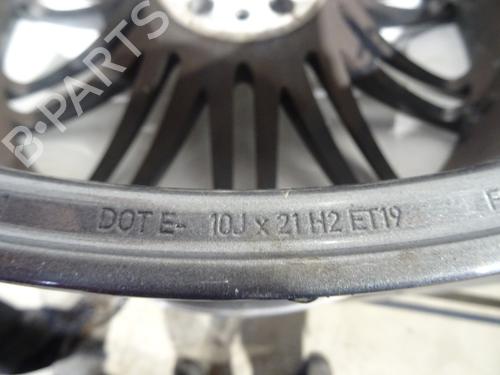 B-PARTS
DOT E- 10J x 21 H2 ET19